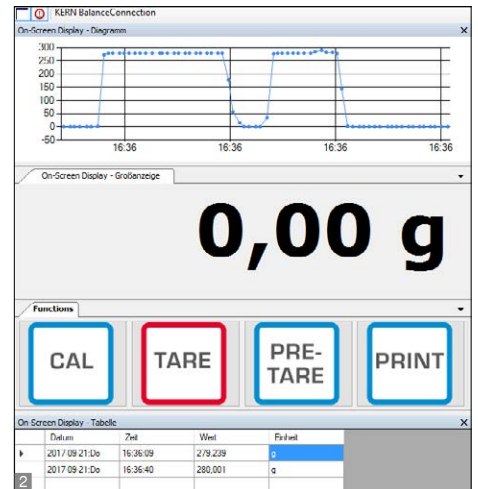 KERN BalanceConnection
On-Screen Display - Diagramm X
300
250
200
150
100
50
0
-50
16:36 16:36 16:36 16:36
On-Screen Display - Großanzeige
0,00 g
Functions
CAL TARE PRE-TARE PRINT
On-Screen Display - Tabelle X
Datum Zeit Wert Einheit
2017 09 21:Do 16:36:09 279,239 g
2017 09 21:Do 16:36:40 280,001 g
2